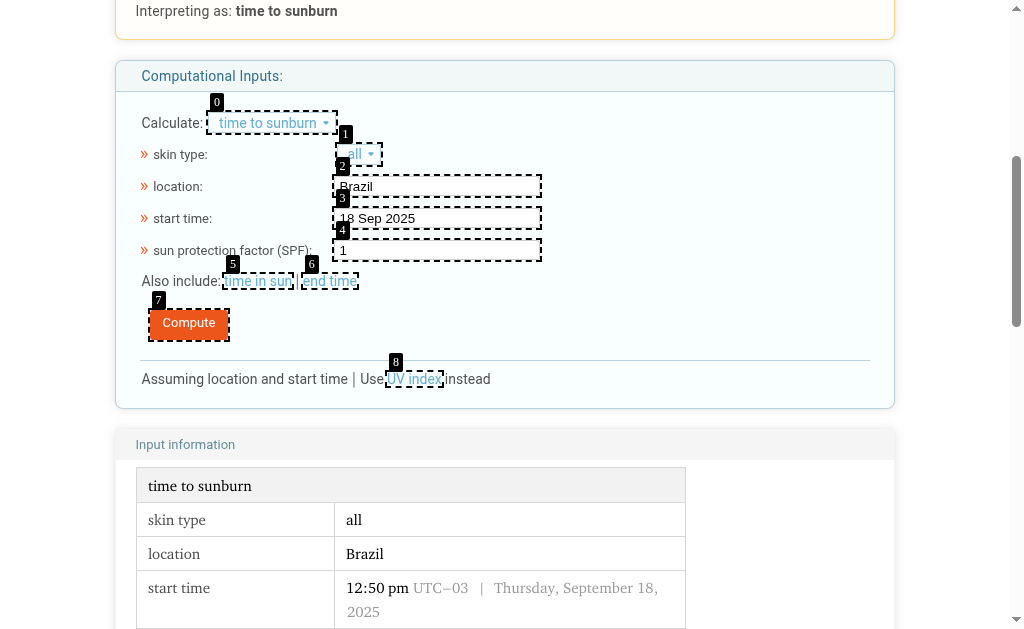 Interpreting as: time to sunburn
Computational Inputs:
0
Calculate: time to sunburn
1
» skin type: all
2
» location: Brazil
3
» start time: 18 Sep 2025
4
» sun protection factor (SPF): 1
5 6
Also include: time in sun | end time
7
Compute
8
Assuming location and start time | Use UV index instead
Input information
time to sunburn
skin type all
location Brazil
start time 12:50 pm UTC−03 | Thursday, September 18,
2025